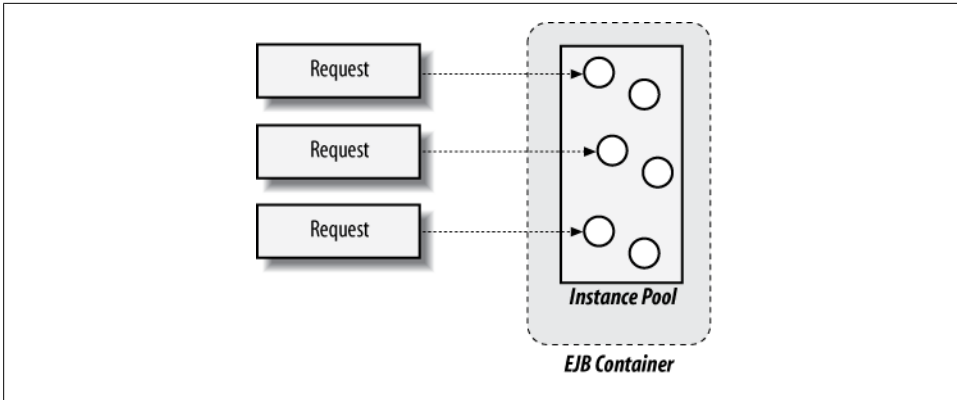 Request
Request
Request
Instance Pool
EJB Container